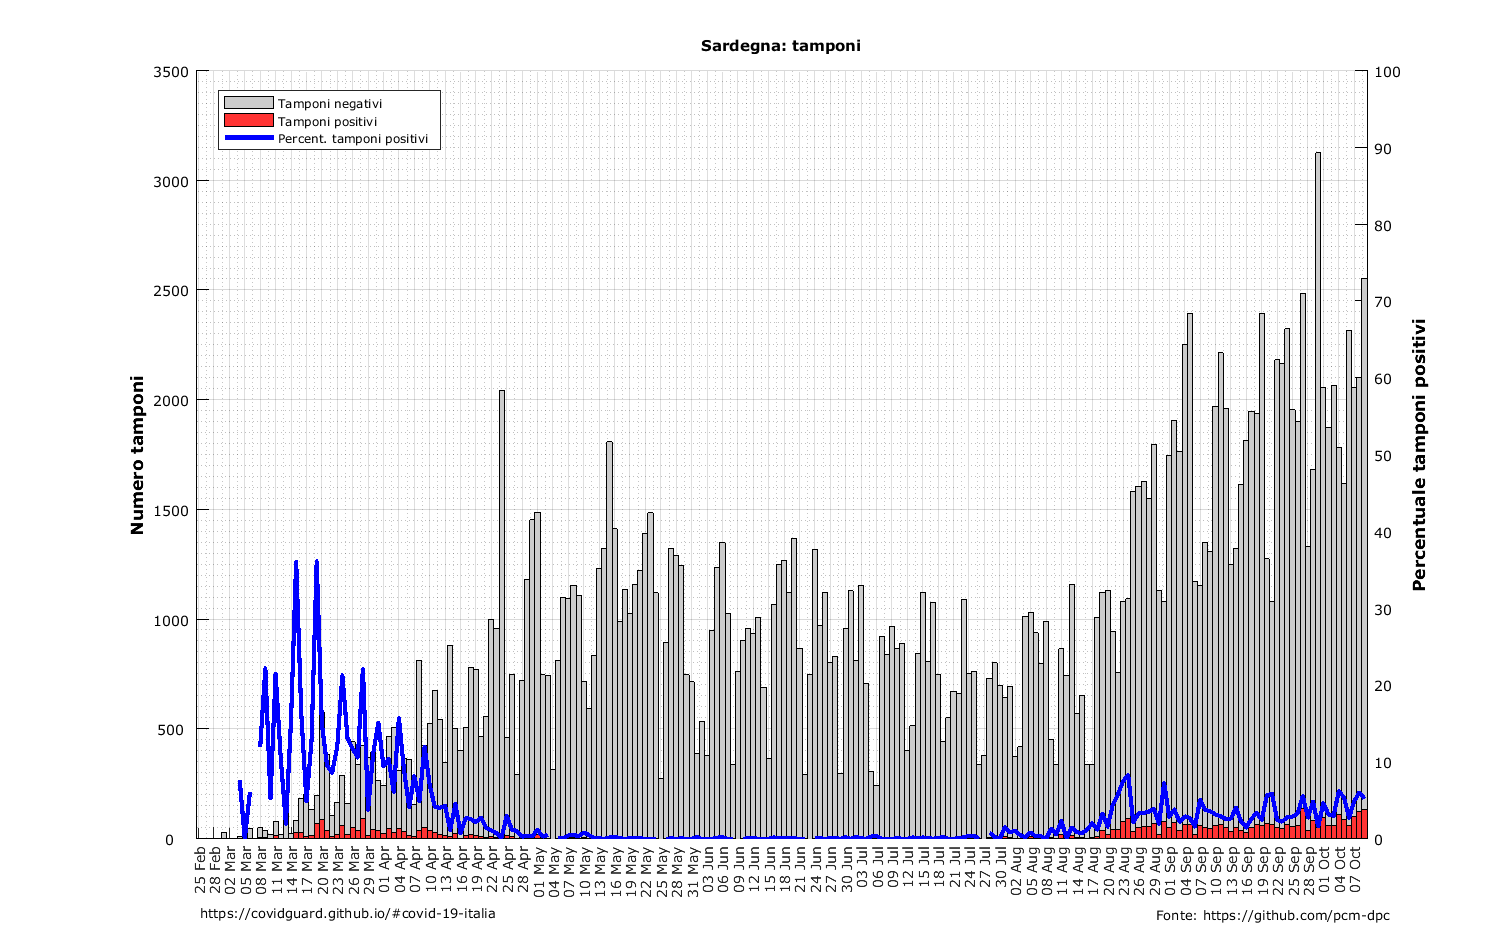 Sardegna: tamponi
3500
3000
2500
2000
1500
1000
500
0
Numero tamponi
Tamponi negativi
Tamponi positivi
Percent. tamponi positivi
100
90
80
70
60
50
40
30
20
10
0
Percentuale tamponi positivi
25 Feb
28 Feb
02 Mar
05 Mar
08 Mar
11 Mar
14 Mar
17 Mar
20 Mar
23 Mar
26 Mar
29 Mar
01 Apr
04 Apr
07 Apr
10 Apr
13 Apr
16 Apr
19 Apr
22 Apr
25 Apr
28 Apr
01 May
04 May
07 May
10 May
13 May
16 May
19 May
22 May
25 May
28 May
31 May
03 Jun
06 Jun
09 Jun
12 Jun
15 Jun
18 Jun
21 Jun
24 Jun
27 Jun
30 Jun
03 Jul
06 Jul
09 Jul
12 Jul
15 Jul
18 Jul
21 Jul
24 Jul
27 Jul
30 Jul
02 Aug
05 Aug
08 Aug
11 Aug
14 Aug
17 Aug
20 Aug
23 Aug
26 Aug
29 Aug
01 Sep
04 Sep
07 Sep
10 Sep
13 Sep
16 Sep
19 Sep
22 Sep
25 Sep
28 Sep
01 Oct
04 Oct
07 Oct
https://covidguard.github.io/#covid-19-italia
Fonte: https://github.com/pcm-dpc